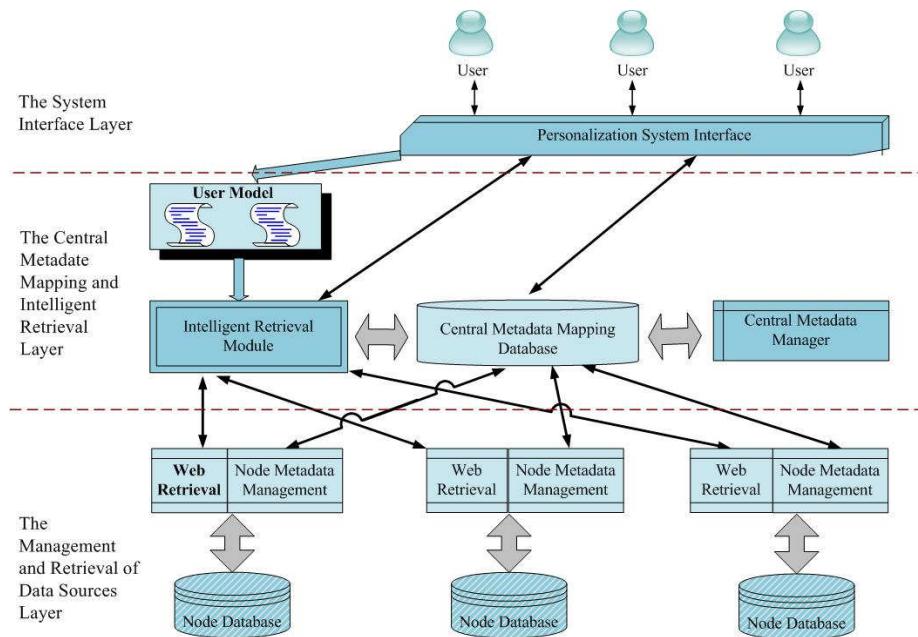 User
User
User
The System
Interface Layer
Personalization System Interface
User Model
The Central
Metadate
Mapping and
Intelligent
Retrieval
Layer
Intelligent Retrieval
Module
Central Metadata Mapping
Database
Central Metadata
Manager
Web
Retrieval
Node Metadata
Management
Web
Retrieval
Node Metadata
Management
Web
Retrieval
Node Metadata
Management
The
Management
and Retrieval of
Data Sources
Layer
Node Database
Node Database
Node Database